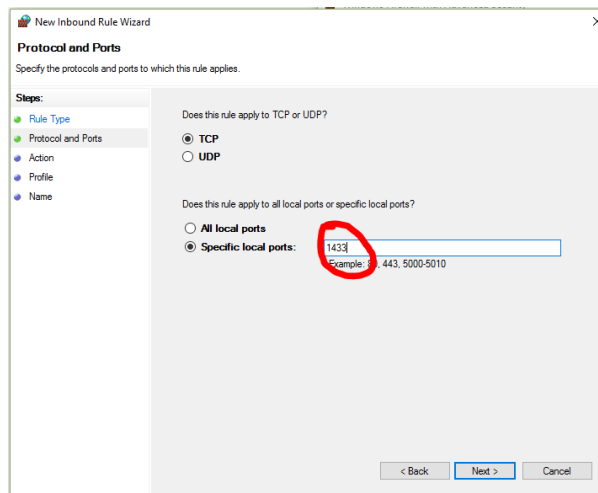 New Inbound Rule Wizard
Protocol and Ports
Specify the protocols and ports to which this rule applies.
Steps:
Rule Type
Protocol and Ports
Action
Profile
Name
Does this rule apply to TCP or UDP?
TCP
UDP
Does this rule apply to all local ports or specific local ports?
All local ports
Specific local ports:
1433
Example: 80, 443, 5000-5010
< Back
Next >
Cancel